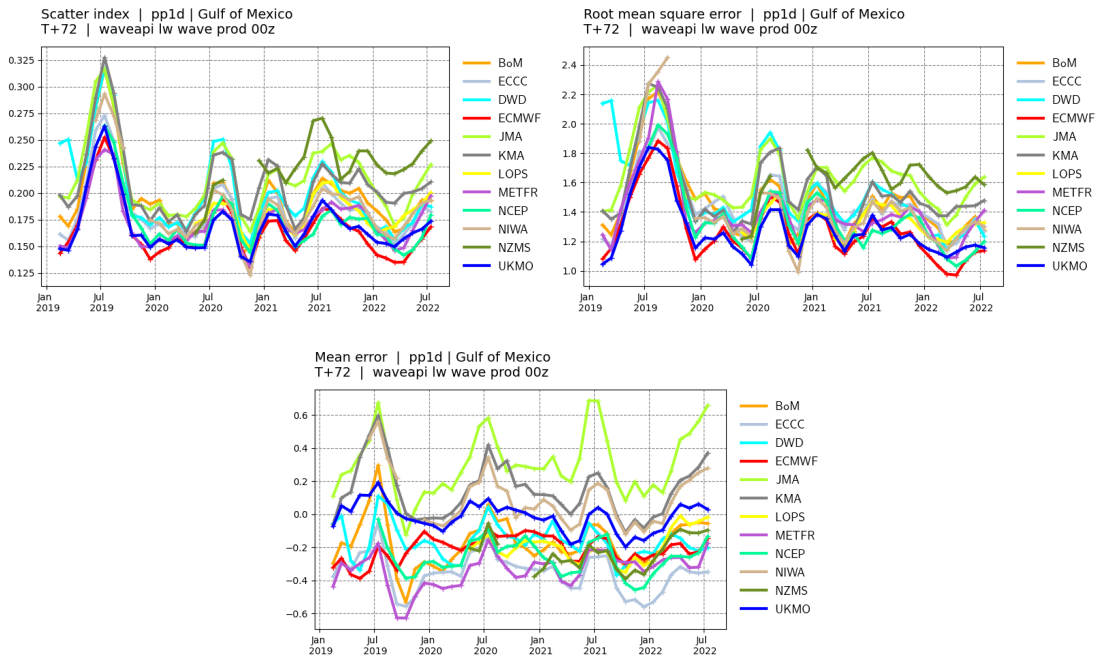 Scatter index | pp1d | Gulf of Mexico
T+72 | waveapi lw wave prod 00z
0.325
0.300
0.275
0.250
0.225
0.200
0.175
0.150
0.125
Jan 2019
Jul 2019
Jan 2020
Jul 2020
Jan 2021
Jul 2021
Jan 2022
Jul 2022
BoM
ECCC
DWD
ECMWF
JMA
KMA
LOPS
METFR
NCEP
NIWA
NZMS
UKMO
Root mean square error | pp1d | Gulf of Mexico
T+72 | waveapi lw wave prod 00z
2.4
2.2
2.0
1.8
1.6
1.4
1.2
1.0
Jan 2019
Jul 2019
Jan 2020
Jul 2020
Jan 2021
Jul 2021
Jan 2022
Jul 2022
BoM
ECCC
DWD
ECMWF
JMA
KMA
LOPS
METFR
NCEP
NIWA
NZMS
UKMO
Mean error | pp1d | Gulf of Mexico
T+72 | waveapi lw wave prod 00z
0.6
0.4
0.2
0.0
−0.2
−0.4
−0.6
Jan 2019
Jul 2019
Jan 2020
Jul 2020
Jan 2021
Jul 2021
Jan 2022
Jul 2022
BoM
ECCC
DWD
ECMWF
JMA
KMA
LOPS
METFR
NCEP
NIWA
NZMS
UKMO